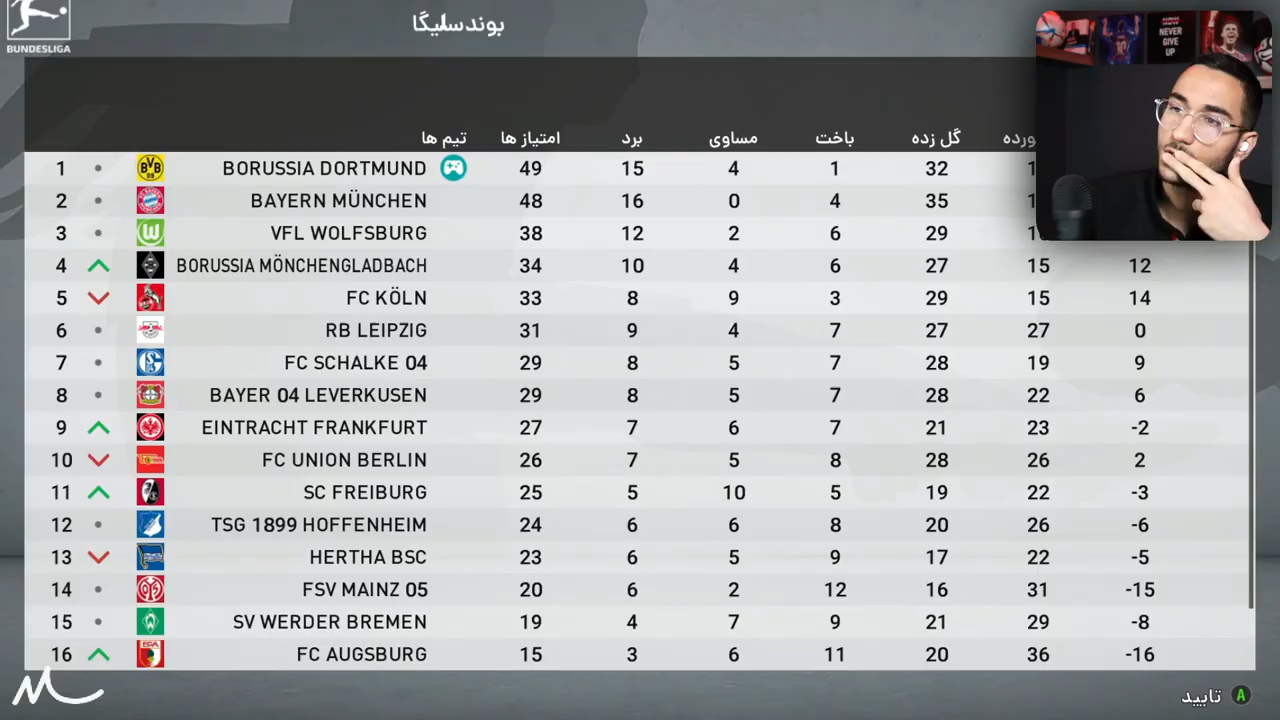 BUNDESLIGA
بوندسلیگا
NOW
NEVER
GIVE
UP
تیم ها امتیاز ها برد مساوی باخت گل زده
1 BORUSSIA DORTMUND 49 15 4 1 32
2 BAYERN MÜNCHEN 48 16 0 4 35
3 VFL WOLFSBURG 38 12 2 6 29
4 BORUSSIA MÖNCHENGLADBACH 34 10 4 6 27 15 12
5 FC KÖLN 33 8 9 3 29 15 14
6 RB LEIPZIG 31 9 4 7 27 27 0
7 FC SCHALKE 04 29 8 5 7 28 19 9
8 BAYER 04 LEVERKUSEN 29 8 5 7 28 22 6
9 EINTRACHT FRANKFURT 27 7 6 7 21 23 -2
10 FC UNION BERLIN 26 7 5 8 28 26 2
11 SC FREIBURG 25 5 10 5 19 22 -3
12 TSG 1899 HOFFENHEIM 24 6 6 8 20 26 -6
13 HERTHA BSC 23 6 5 9 17 22 -5
14 FSV MAINZ 05 20 6 2 12 16 31 -15
15 SV WERDER BREMEN 19 4 7 9 21 29 -8
16 FC AUGSBURG 15 3 6 11 20 36 -16
تایید A